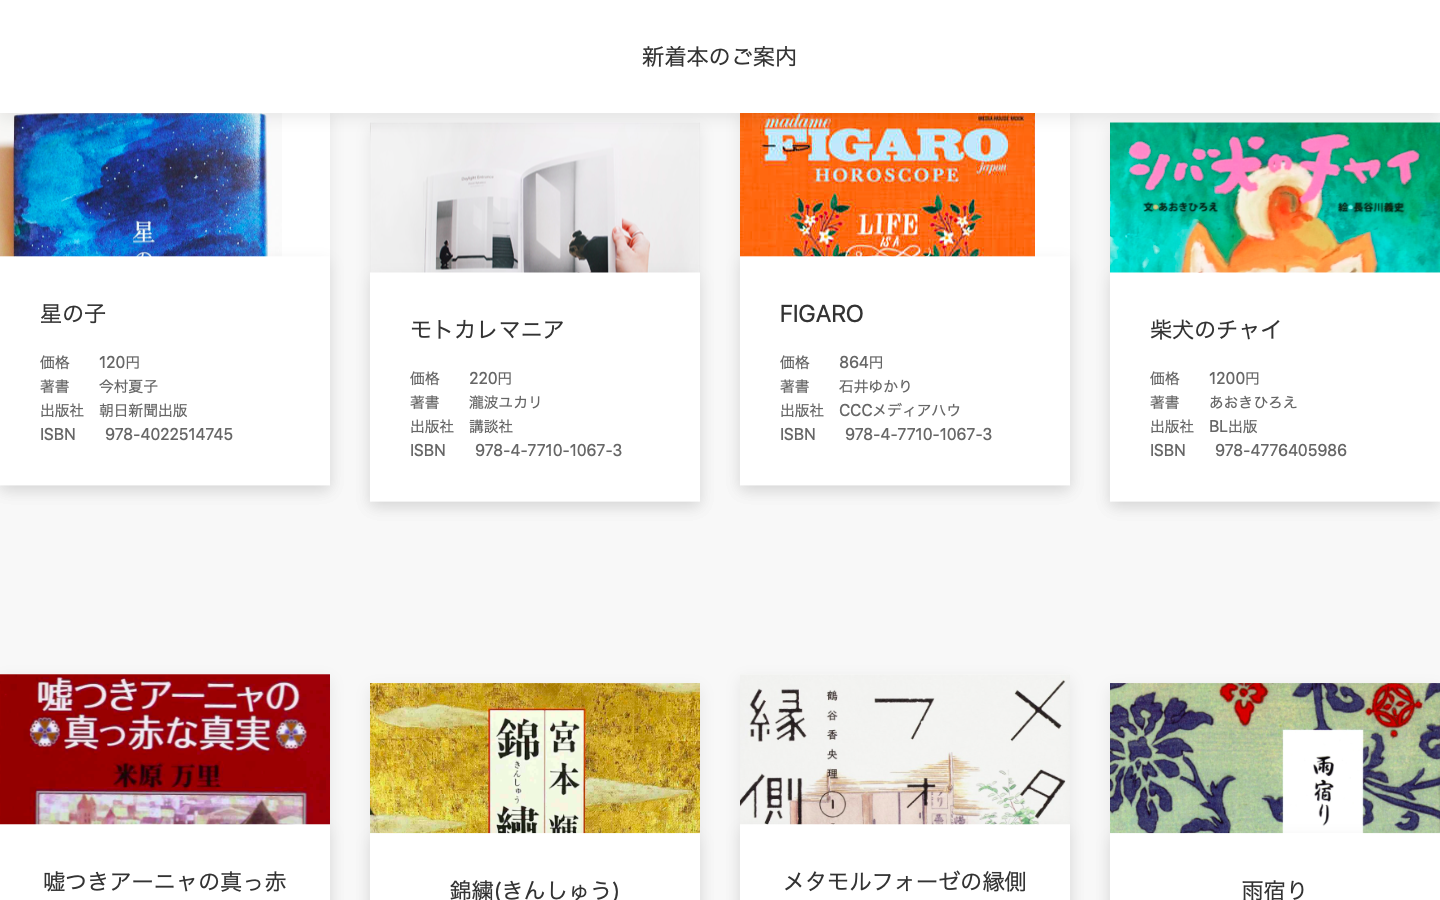 新着本のご案内
星
の
星の子
価格 120円
著書 今村夏子
出版社 朝日新聞出版
ISBN 978-4022514745
モトカレマニア
価格 220円
著書 瀧波ユカリ
出版社 講談社
ISBN 978-4-7710-1067-3
MEDIA HOUSE MOOK
madame
FIGARO
Japon
HOROSCOPE
LIFE
IS A
FIGARO
価格 864円
著書 石井ゆかり
出版社 CCCメディアハウ
ISBN 978-4-7710-1067-3
シバ犬のチャイ
文●あおきひろえ 絵●長谷川義史
柴犬のチャイ
価格 1200円
著書 あおきひろえ
出版社 BL出版
ISBN 978-4776405986
嘘つきアーニャの
真っ赤な真実
米原 万里
嘘つきアーニャの真っ赤
宮本 輝
錦繍
きんしゅう
錦繍(きんしゅう)
メタ
モ
フォ
縁側
鶴谷香央理
1
メタモルフォーゼの縁側
雨宿り
雨宿り